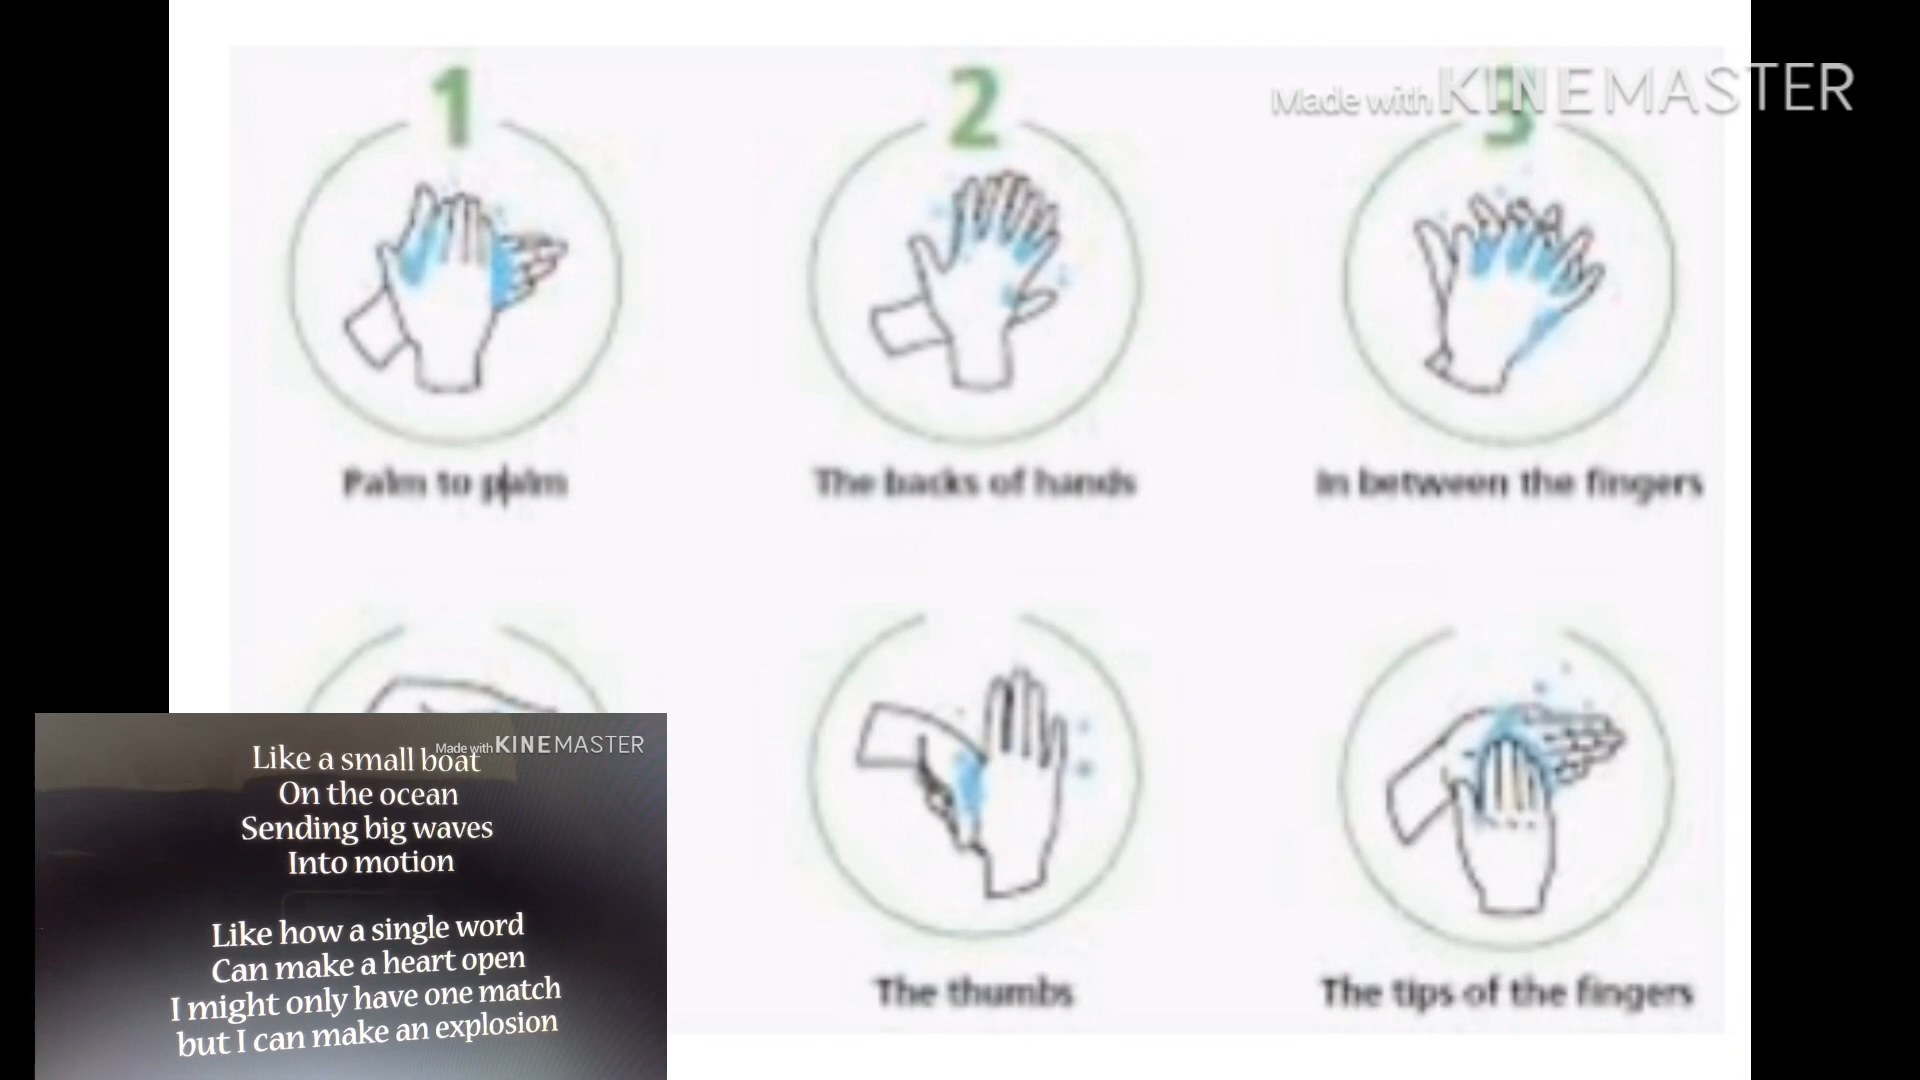 1
2
3
Made with KINEMASTER
Palm to palm
The backs of hands
In between the fingers
The thumbs
The tips of the fingers
Made with KINEMASTER
Like a small boat
On the ocean
Sending big waves
Into motion
Like how a single word
Can make a heart open
I might only have one match
but I can make an explosion